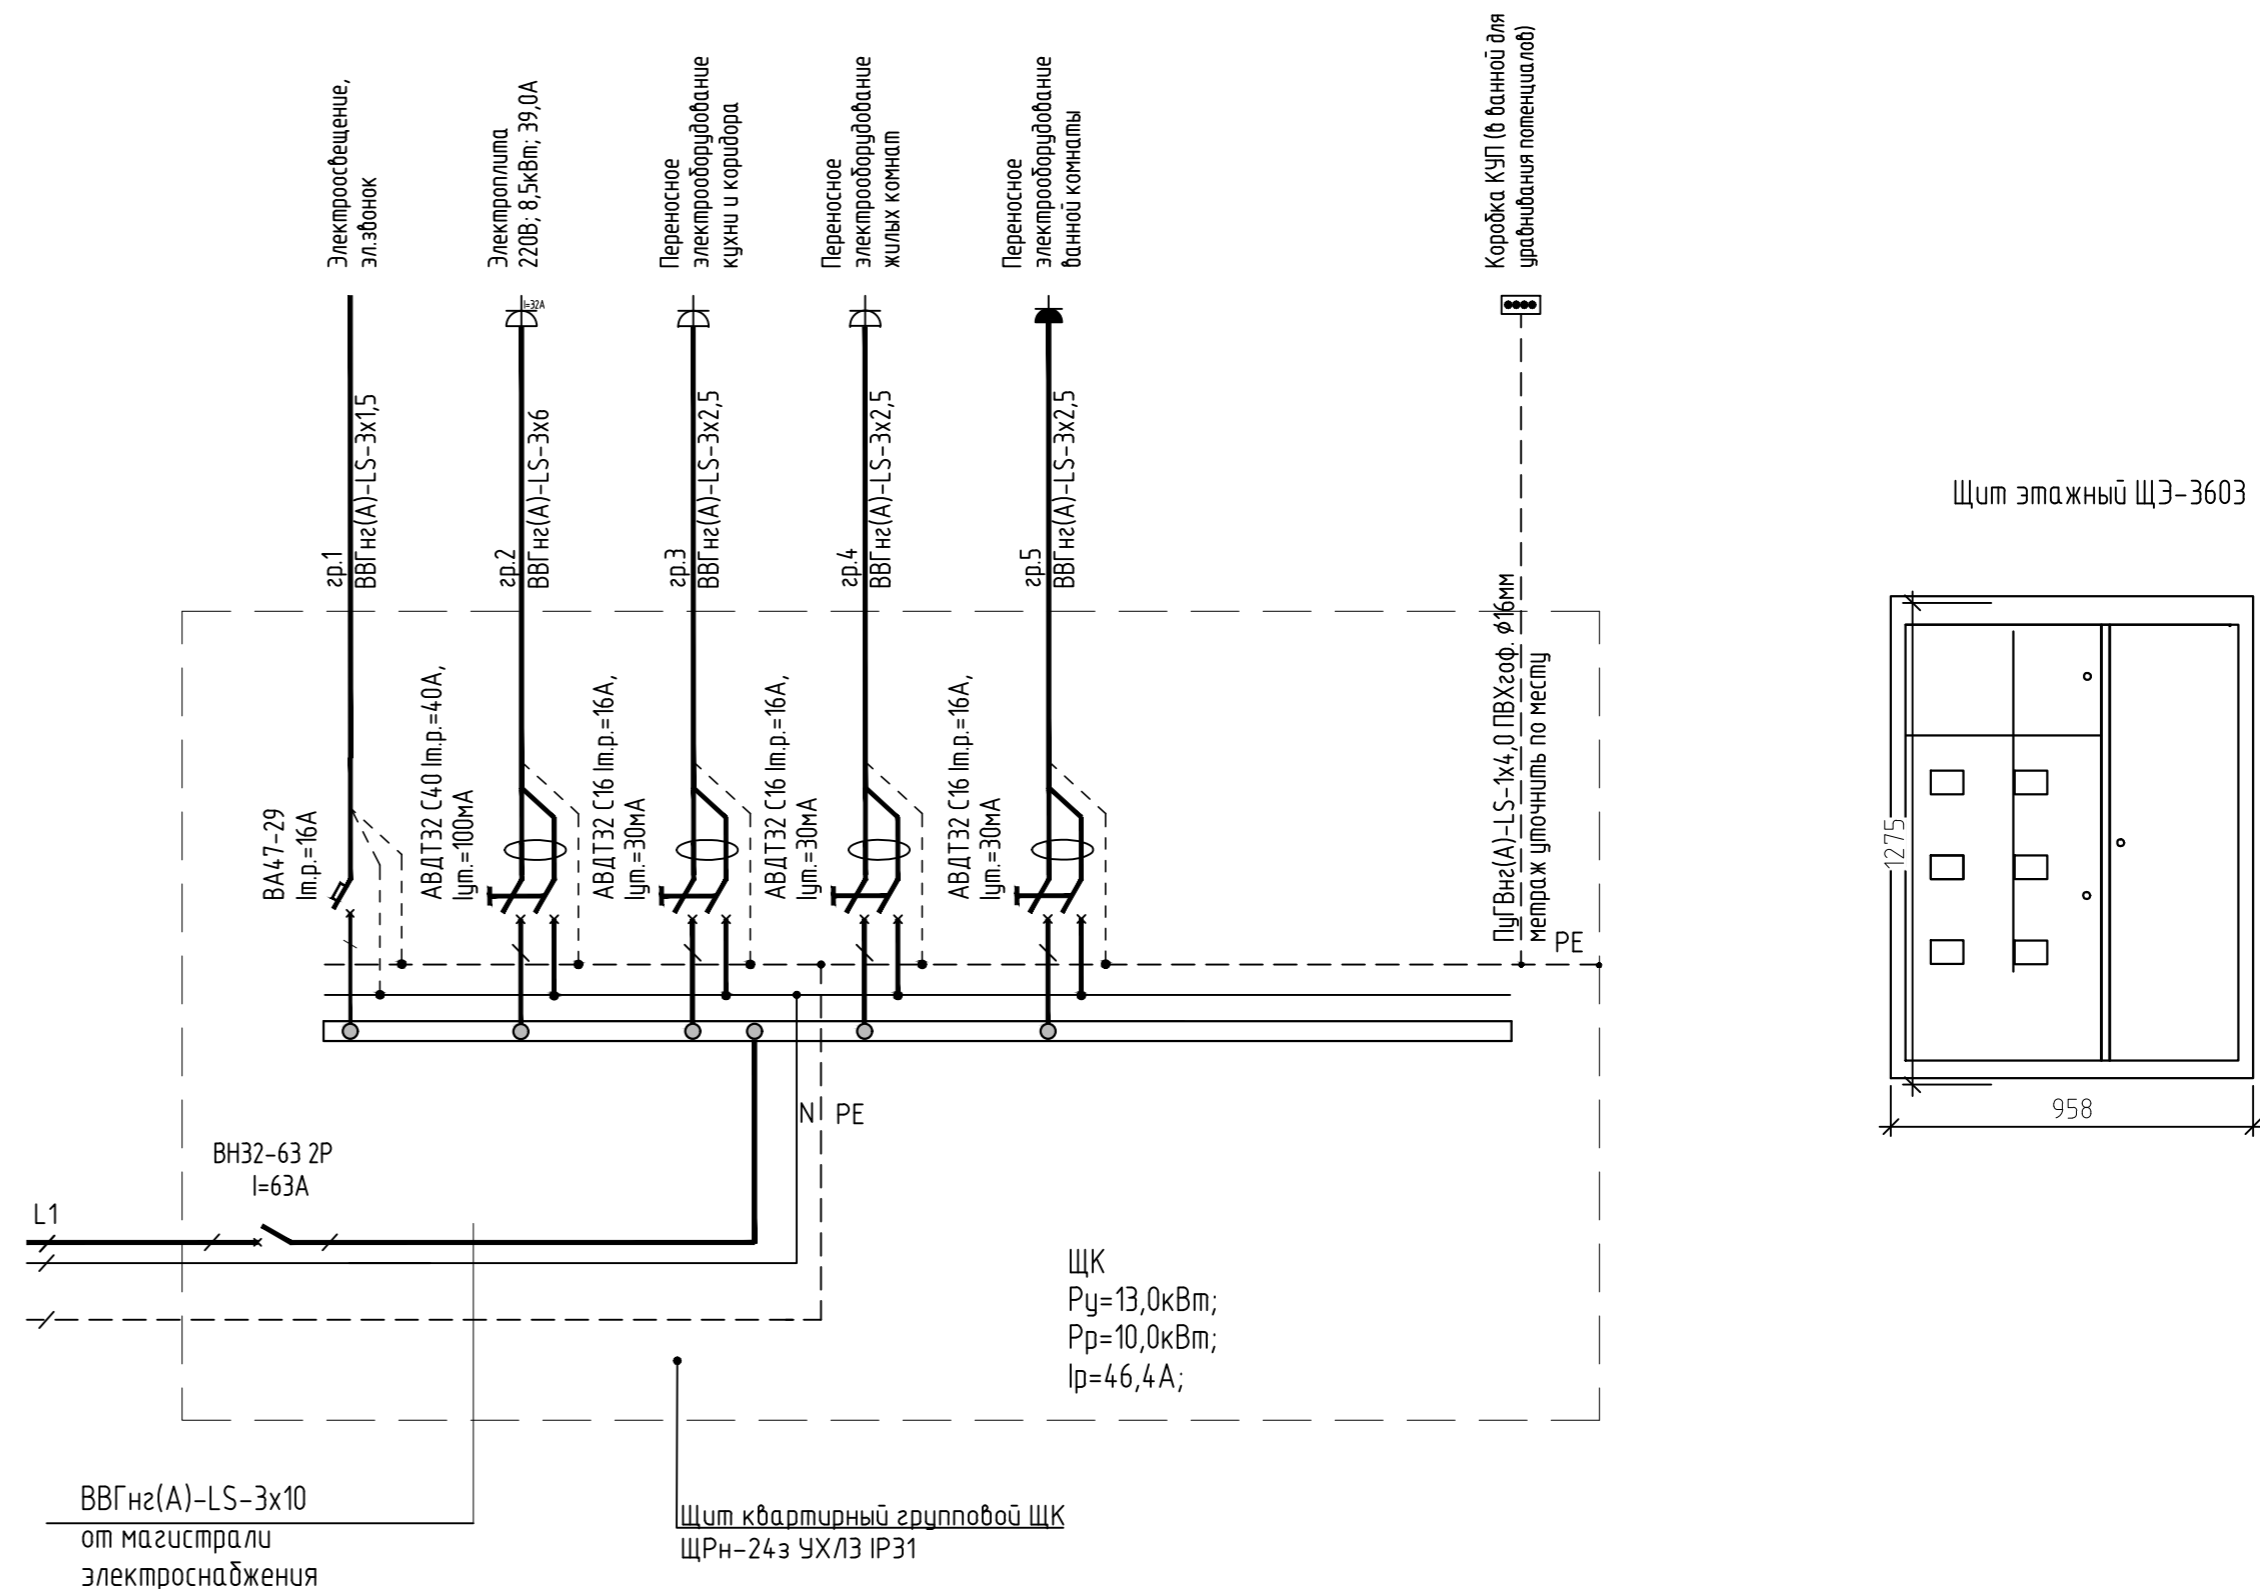 Электроосвещение,
эл.звонок
Электроплита
220В; 8,5кВт; 39,0А
Переносное
электрооборудование
кухни и коридора
Переносное
электрооборудование
жилых комнат
Переносное
электрооборудование
ванной комнаты
Коробка КУП (в ванной для
уравнивания потенциалов)
I=32А
гр.1
ВВГнг(А)-LS-3х1,5
гр.2
ВВГнг(А)-LS-3х6
гр.3
ВВГнг(А)-LS-3х2,5
гр.4
ВВГнг(А)-LS-3х2,5
гр.5
ВВГнг(А)-LS-3х2,5
ВА47-29
Iт.р.=16А
АВДТ32 С40 Iт.р.=40А,
Iут.=100мА
АВДТ32 С16 Iт.р.=16А,
Iут.=30мА
АВДТ32 С16 Iт.р.=16А,
Iут.=30мА
АВДТ32 С16 Iт.р.=16А,
Iут.=30мА
ПуГВнг(А)-LS-1х4,0 ПВХгоф. ϕ16мм
метраж уточнить по месту
PE
N
PE
ВН32-63 2Р
I=63А
L1
ЩК
Ру=13,0кВт;
Рр=10,0кВт;
Iр=46,4А;
ВВГнг(А)-LS-3х10
от магистрали
электроснабжения
Щит квартирный групповой ЩК
ЩРн-24з УХЛ3 IP31
Щит этажный ЩЭ-3603
1275
958